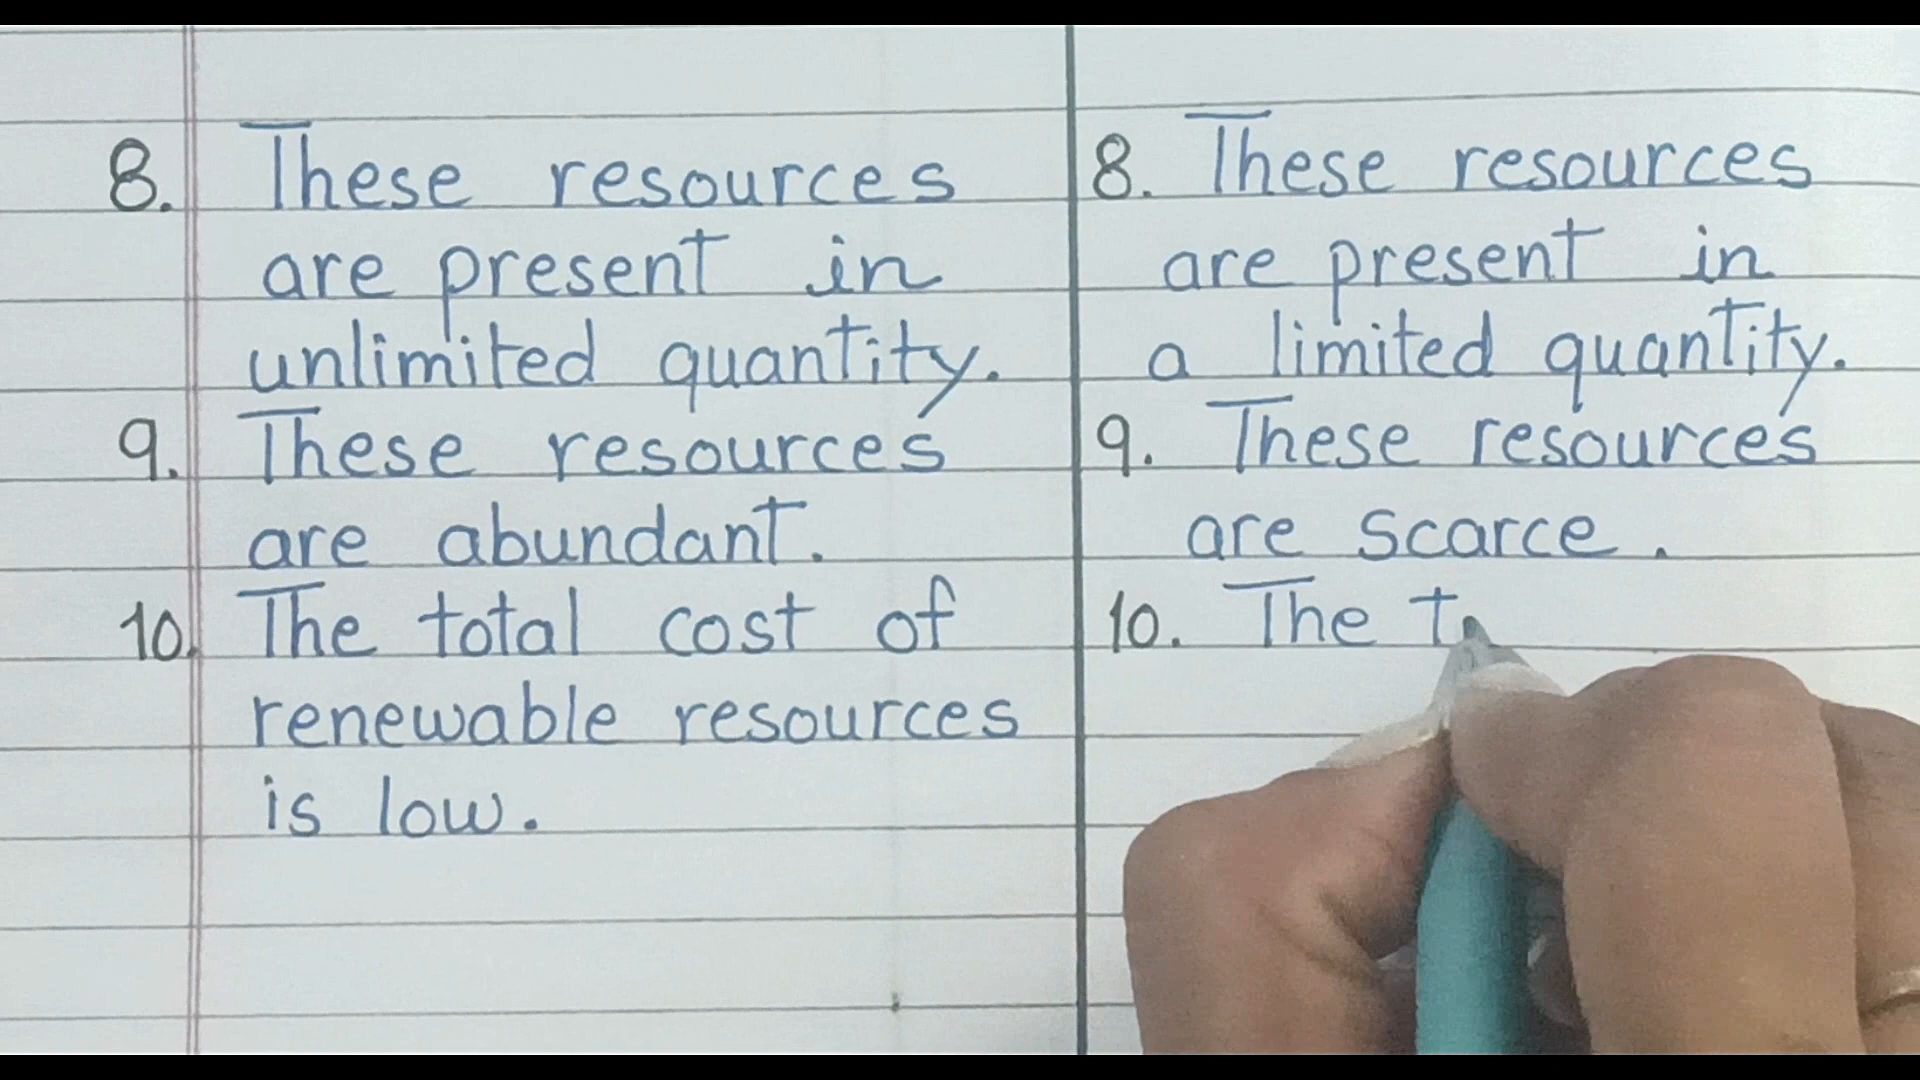 8. These resources
are present in
unlimited quantity.
9. These resources
are abundant.
10. The total cost of
renewable resources
is low.
8. These resources
are present in
a limited quantity.
9. These resources
are scarce.
10. The